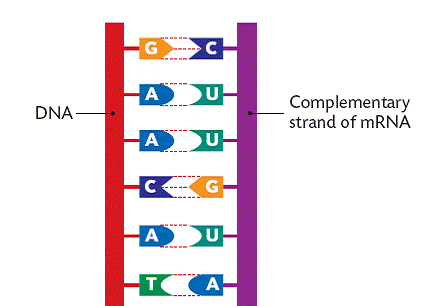 G C
A U
A U
DNA
Complementary
strand of mRNA
C G
A U
T A